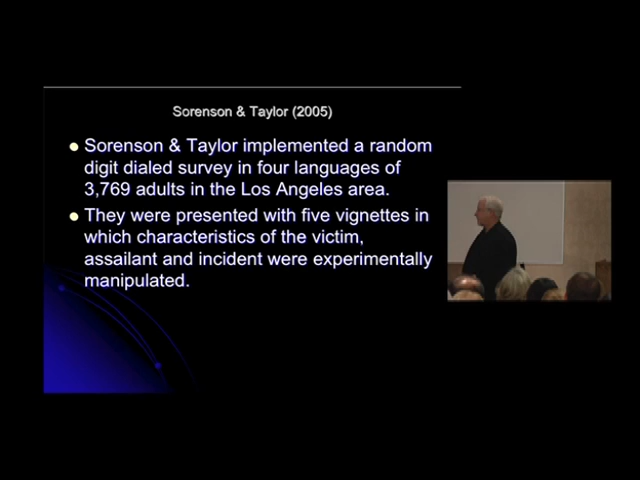 Sorenson & Taylor (2005)
Sorenson & Taylor implemented a random
digit dialed survey in four languages of
3,769 adults in the Los Angeles area.
They were presented with five vignettes in
which characteristics of the victim,
assailant and incident were experimentally
manipulated.